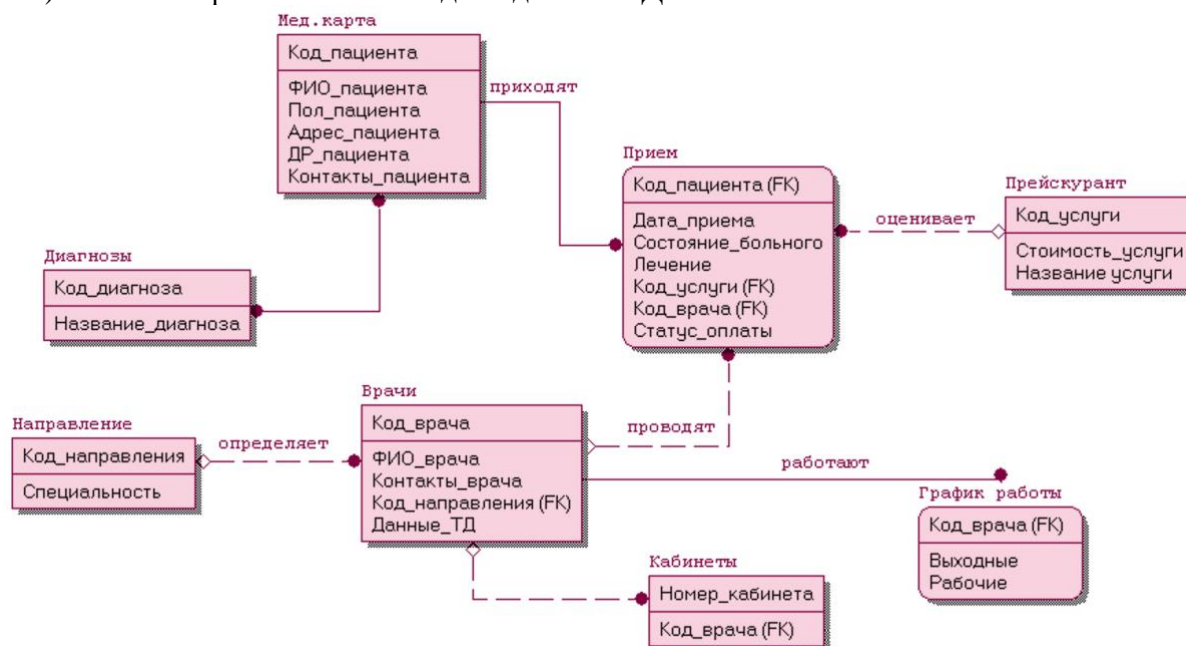 Мед.карта
Код_пациента
ФИО_пациента
Пол_пациента
Адрес_пациента
ДР_пациента
Контакты_пациента
приходят
Прием
Код_пациента (FK)
Дата_приема
Состояние_больного
Лечение
Код_услуги (FK)
Код_врача (FK)
Статус_оплаты
оценивает
Прейскурант
Код_услуги
Стоимость_услуги
Название услуги
Диагнозы
Код_диагноза
Название_диагноза
Направление
Код_направления
Специальность
определяет
Врачи
Код_врача
ФИО_врача
Контакты_врача
Код_направления (FK)
Данные_ТД
проводят
работают
График работы
Код_врача (FK)
Выходные
Рабочие
Кабинеты
Номер_кабинета
Код_врача (FK)